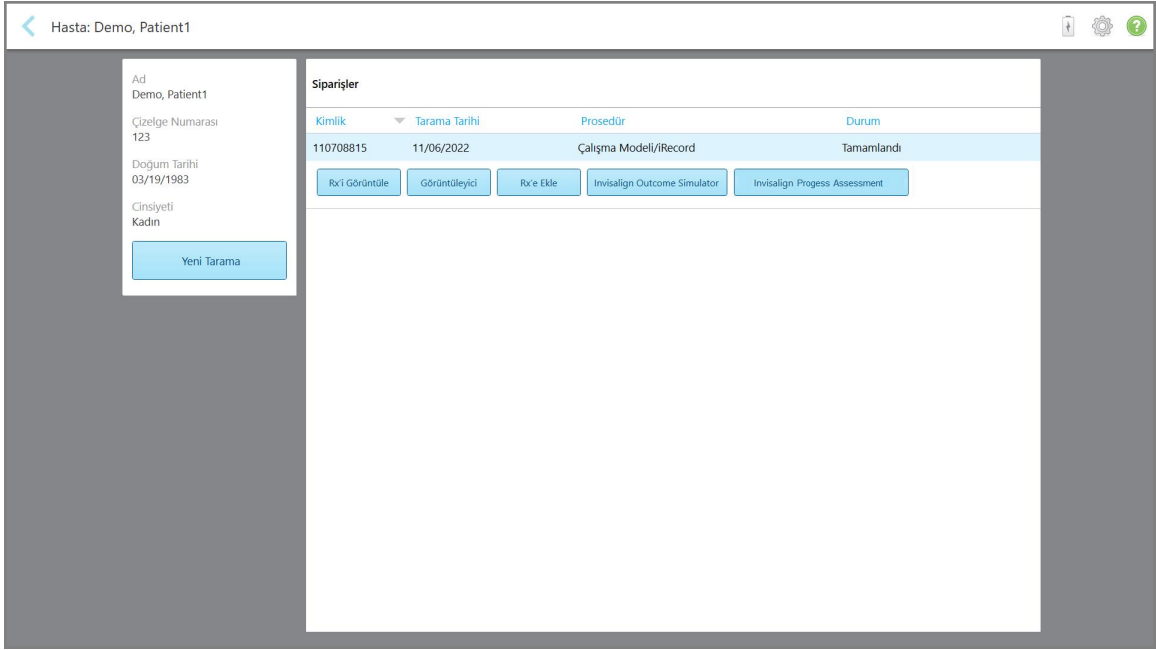 Hasta: Demo, Patient1
?
Ad
Demo, Patient1
Çizelge Numarası
123
Doğum Tarihi
03/19/1983
Cinsiyeti
Kadın
Yeni Tarama
Siparişler
Kimlik Tarama Tarihi Prosedür Durum
110708815 11/06/2022 Çalışma Modeli/iRecord Tamamlandı
Rx'i Görüntüle Görüntüleyici Rx'e Ekle Invisalign Outcome Simulator Invisalign Progess Assessment